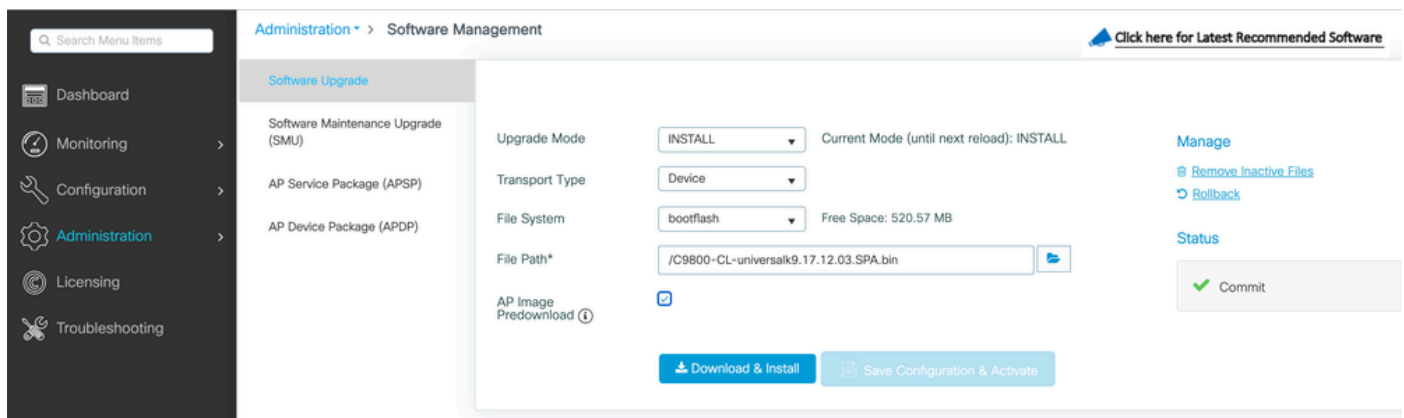 Search Menu Items
Dashboard
Monitoring
Configuration
Administration
Licensing
Troubleshooting
Administration > Software Management
Click here for Latest Recommended Software
Software Upgrade
Software Maintenance Upgrade
(SMU)
AP Service Package (APSP)
AP Device Package (APDP)
Upgrade Mode INSTALL Current Mode (until next reload): INSTALL
Transport Type Device
File System bootflash Free Space: 520.57 MB
File Path* /C9800-CL-universalk9.17.12.03.SPA.bin
AP Image
Predownload
Download & Install Save Configuration & Activate
Manage
Remove Inactive Files
Rollback
Status
Commit